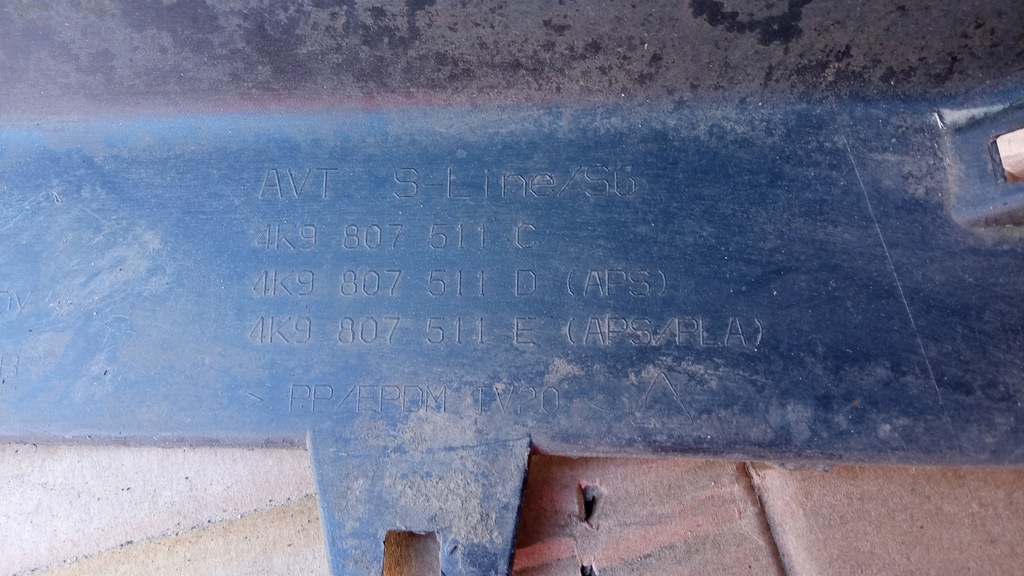 AVT S-Line/S6
4K9 807 511 C
4K9 807 511 D (APS)
4K9 807 511 E (APS/PLA)
> PP/EPDM TV20 <